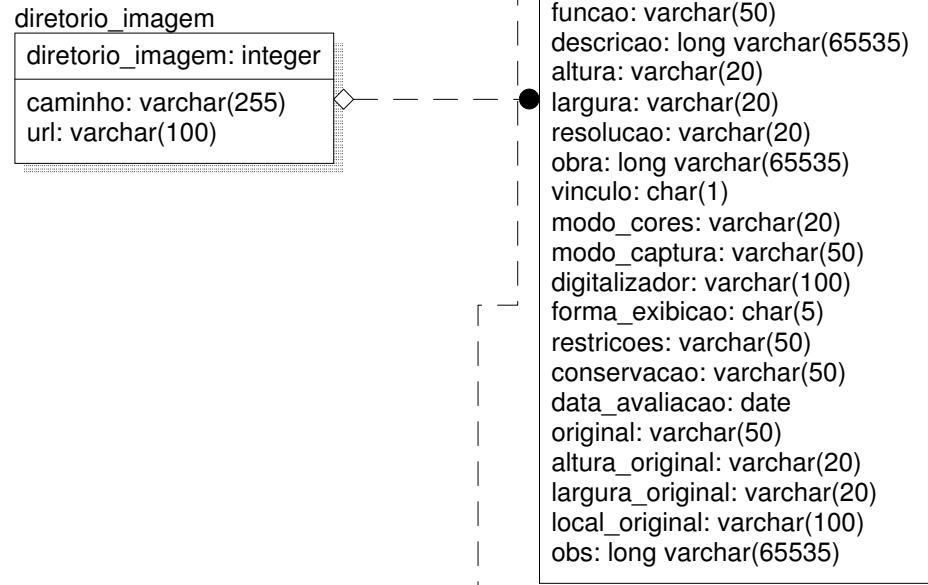 diretorio_imagem
diretorio_imagem: integer
caminho: varchar(255)
url: varchar(100)
funcao: varchar(50)
descricao: long varchar(65535)
altura: varchar(20)
largura: varchar(20)
resolucao: varchar(20)
obra: long varchar(65535)
vinculo: char(1)
modo_cores: varchar(20)
modo_captura: varchar(50)
digitalizador: varchar(100)
forma_exibicao: char(5)
restricoes: varchar(50)
conservacao: varchar(50)
data_avaliacao: date
original: varchar(50)
altura_original: varchar(20)
largura_original: varchar(20)
local_original: varchar(100)
obs: long varchar(65535)